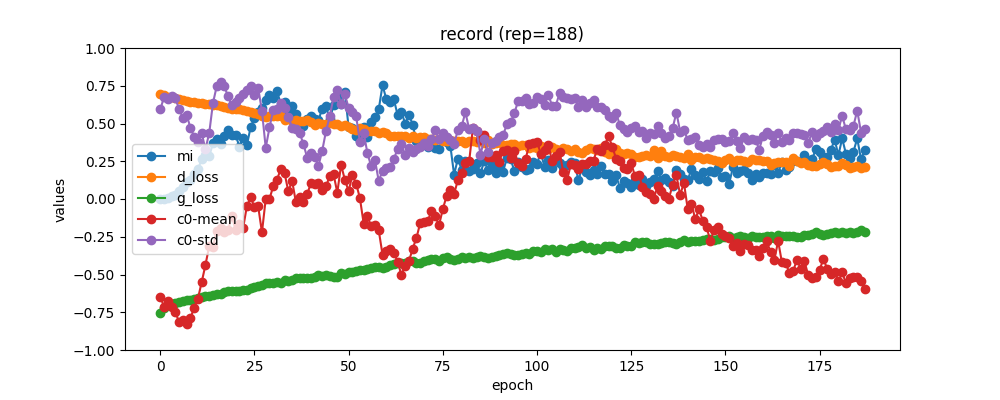 record (rep=188)
1.00
0.75
0.50
0.25
0.00
−0.25
−0.50
−0.75
−1.00
values
mi
d_loss
g_loss
c0-mean
c0-std
0 25 50 75 100 125 150 175
epoch